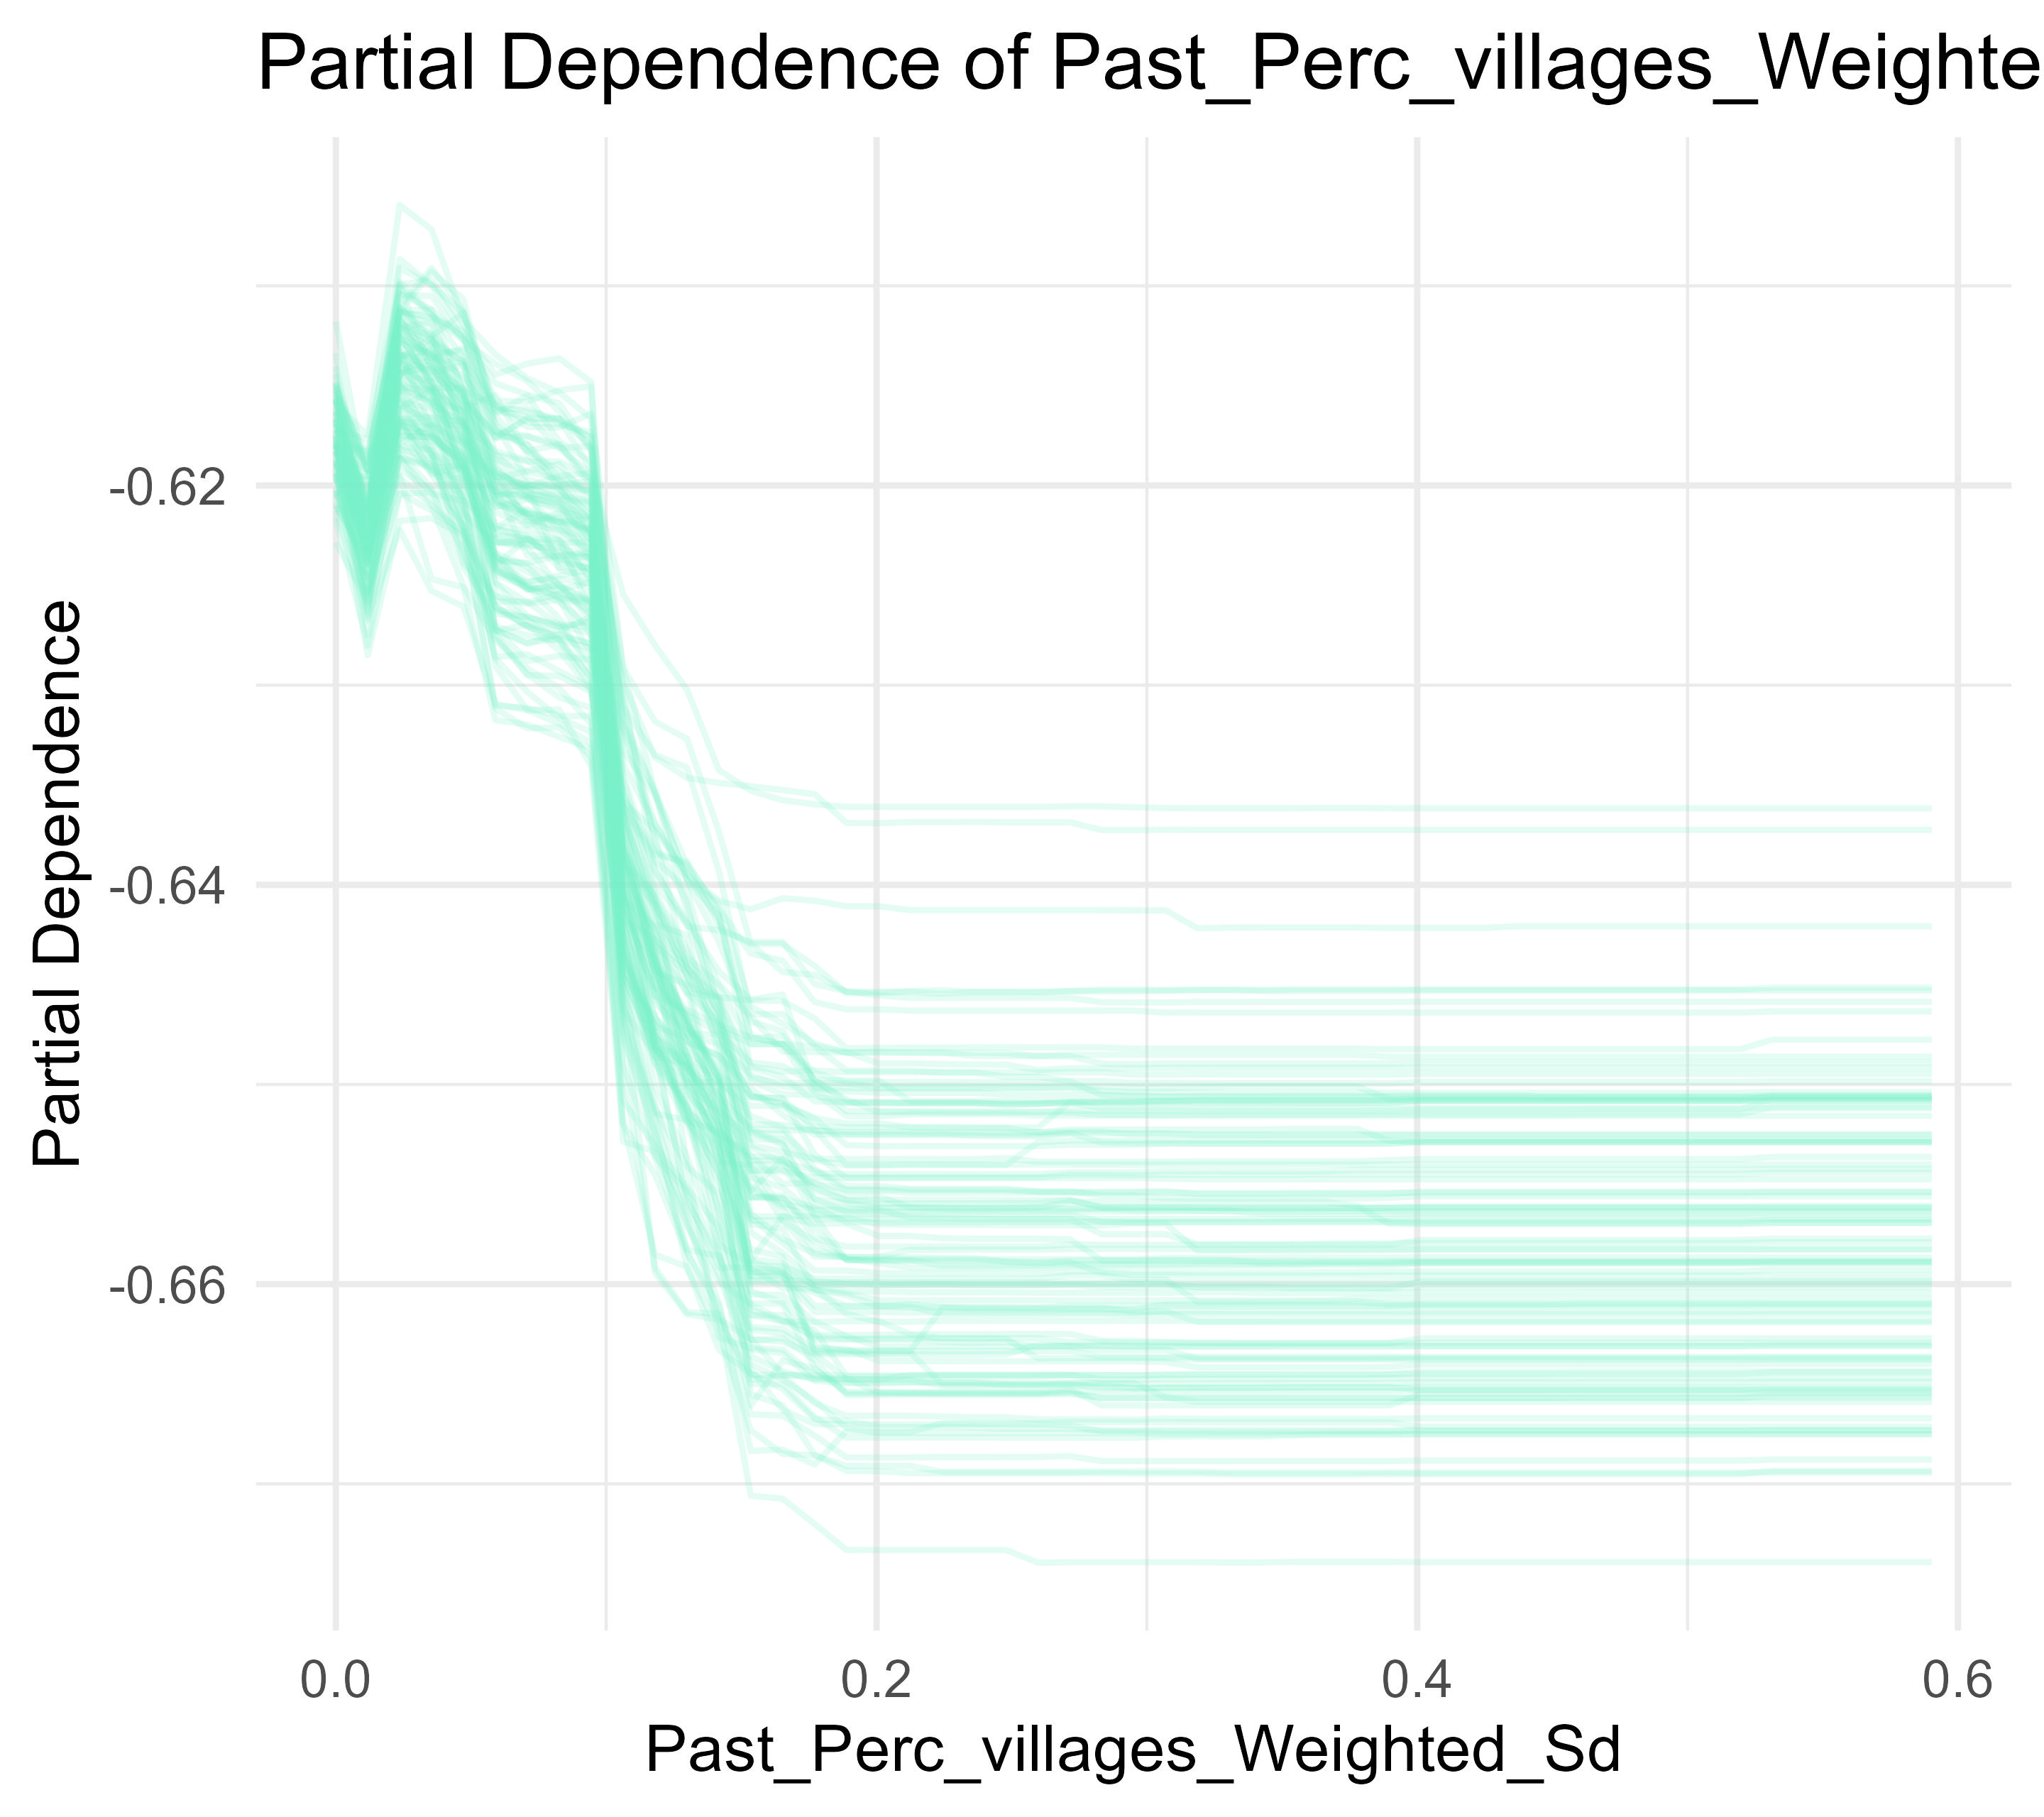 Partial Dependence of Past_Perc_villages_Weighte
Partial Dependence
-0.62
-0.64
-0.66
0.0 0.2 0.4 0.6
Past_Perc_villages_Weighted_Sd